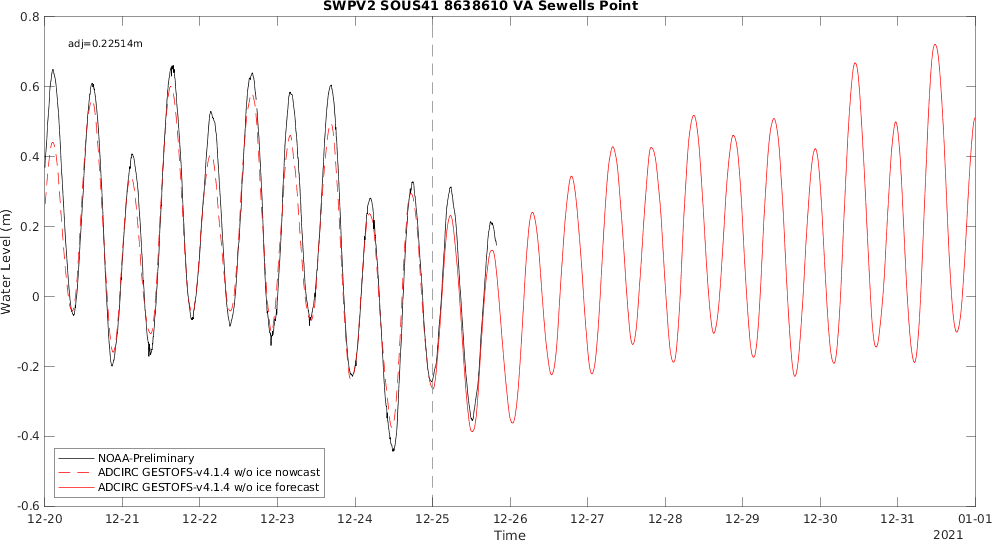 SWPV2 SOUS41 8638610 VA Sewells Point
adj=0.22514m
0.8
0.6
0.4
0.2
0
-0.2
-0.4
-0.6
Water Level (m)
NOAA-Preliminary
ADCIRC GESTOFS-v4.1.4 w/o ice nowcast
ADCIRC GESTOFS-v4.1.4 w/o ice forecast
12-20 12-21 12-22 12-23 12-24 12-25 12-26 12-27 12-28 12-29 12-30 12-31 01-01
Time
2021